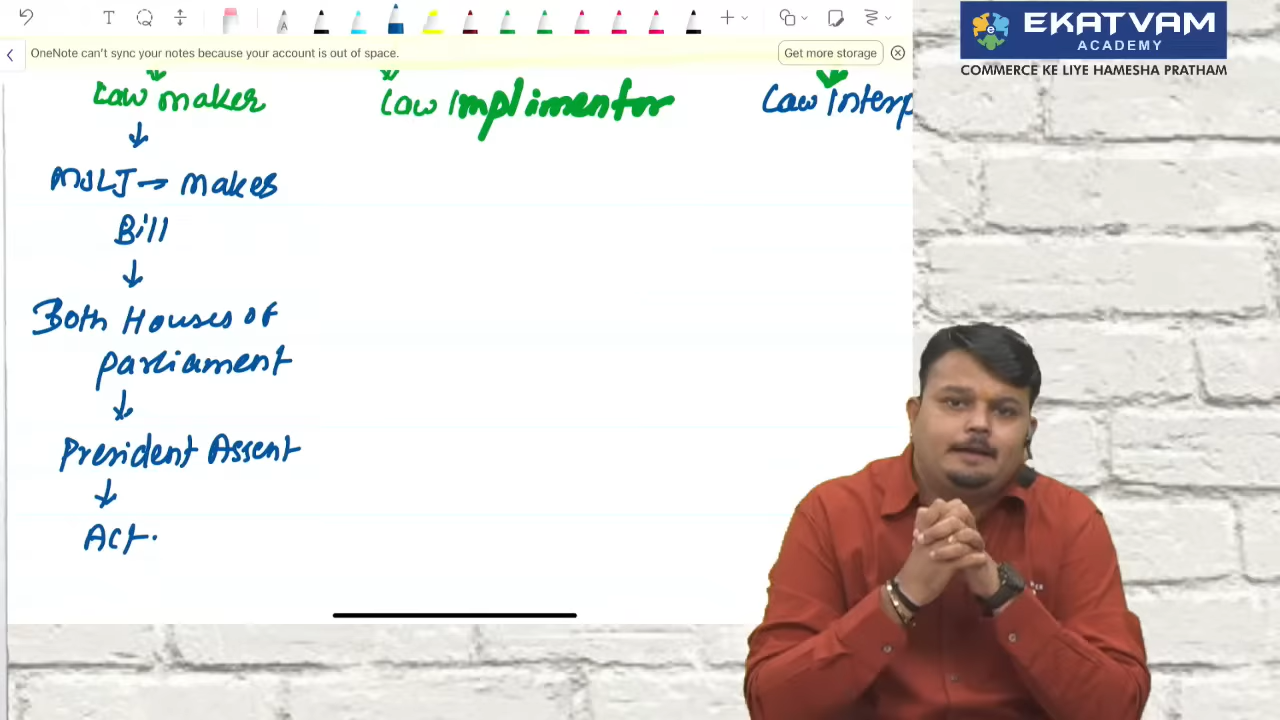 EKATVAM
ACADEMY
COMMERCE KE LIYE HAMESHA PRATHAM
OneNote can't sync your notes because your account is out of space.
Get more storage
Law maker
Law Implimentor
Law Interp
→ makes
Bill
Both Houses of
parliament
President Assent
Act.